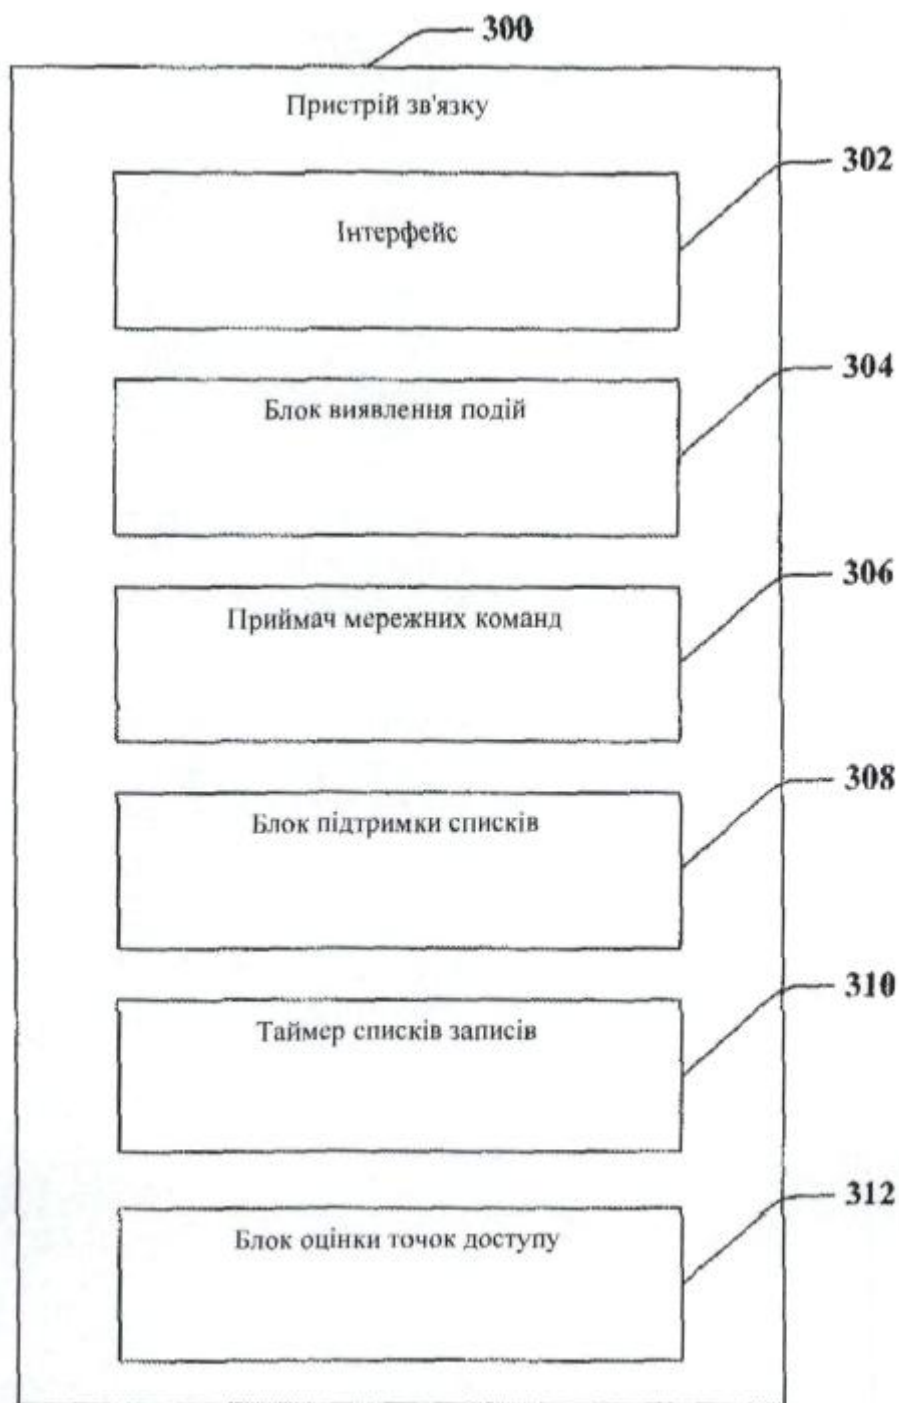 300
Пристрій зв'язку
302
Інтерфейс
304
Блок виявлення подій
306
Приймач мережних команд
308
Блок підтримки списків
310
Таймер списків записів
312
Блок оцінки точок доступу